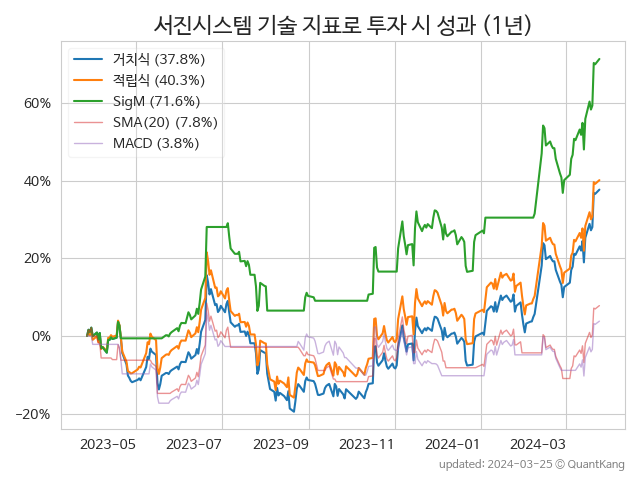 서진시스템 기술 지표로 투자 시 성과 (1년)
거치식 (37.8%)
적립식 (40.3%)
SigM (71.6%)
SMA(20) (7.8%)
MACD (3.8%)
60%
40%
20%
0%
−20%
2023-05 2023-07 2023-09 2023-11 2024-01 2024-03
updated: 2024-03-25 © QuantKang